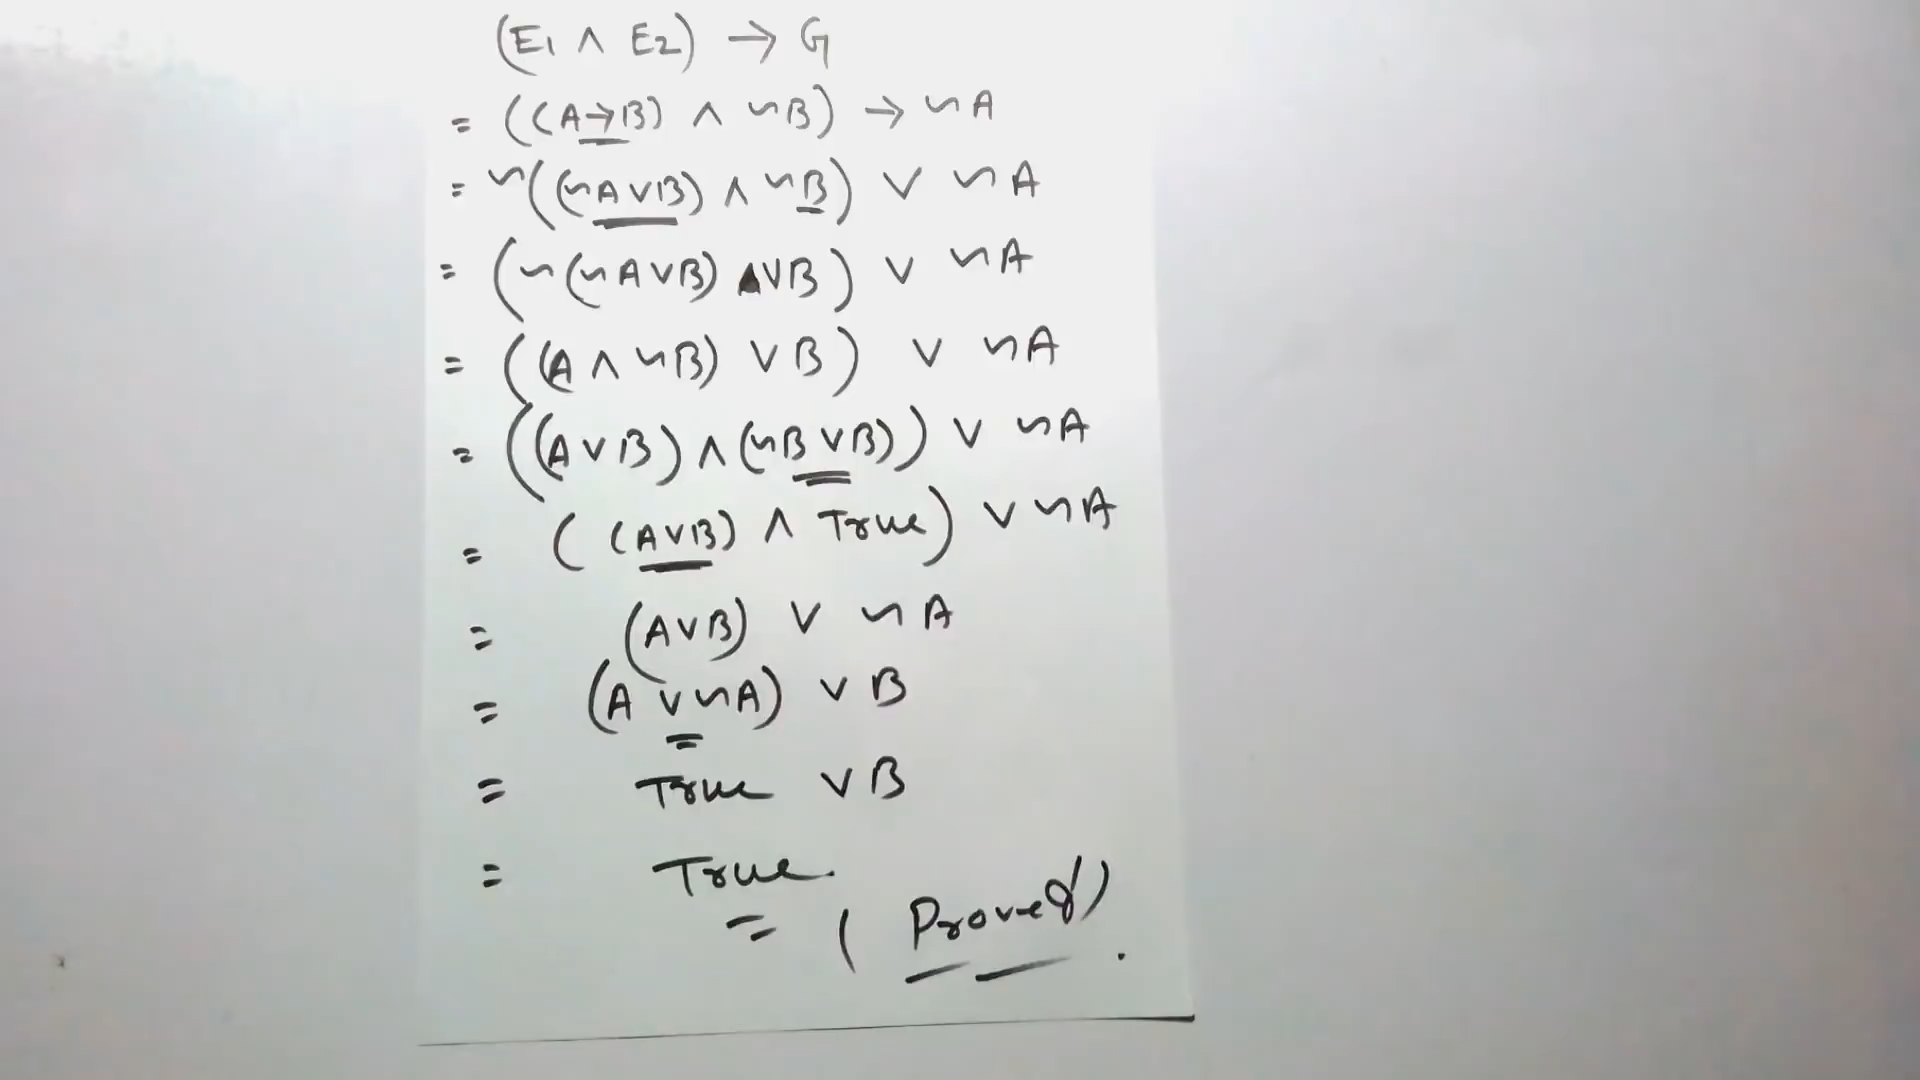 (E1 ∧ E2) → G
= ((A→B) ∧ ~B) → ~A
= ~((~A∨B) ∧ ~B) ∨ ~A
= (~(~A∨B) ∨B) ∨ ~A
= ((A ∧ ~B) ∨ B) ∨ ~A
= ((A∨B) ∧ (~B∨B)) ∨ ~A
= ((A∨B) ∧ True) ∨ ~A
= (A∨B) ∨ ~A
= (A ∨ ~A) ∨ B
= True ∨ B
= True.
= (Proved).